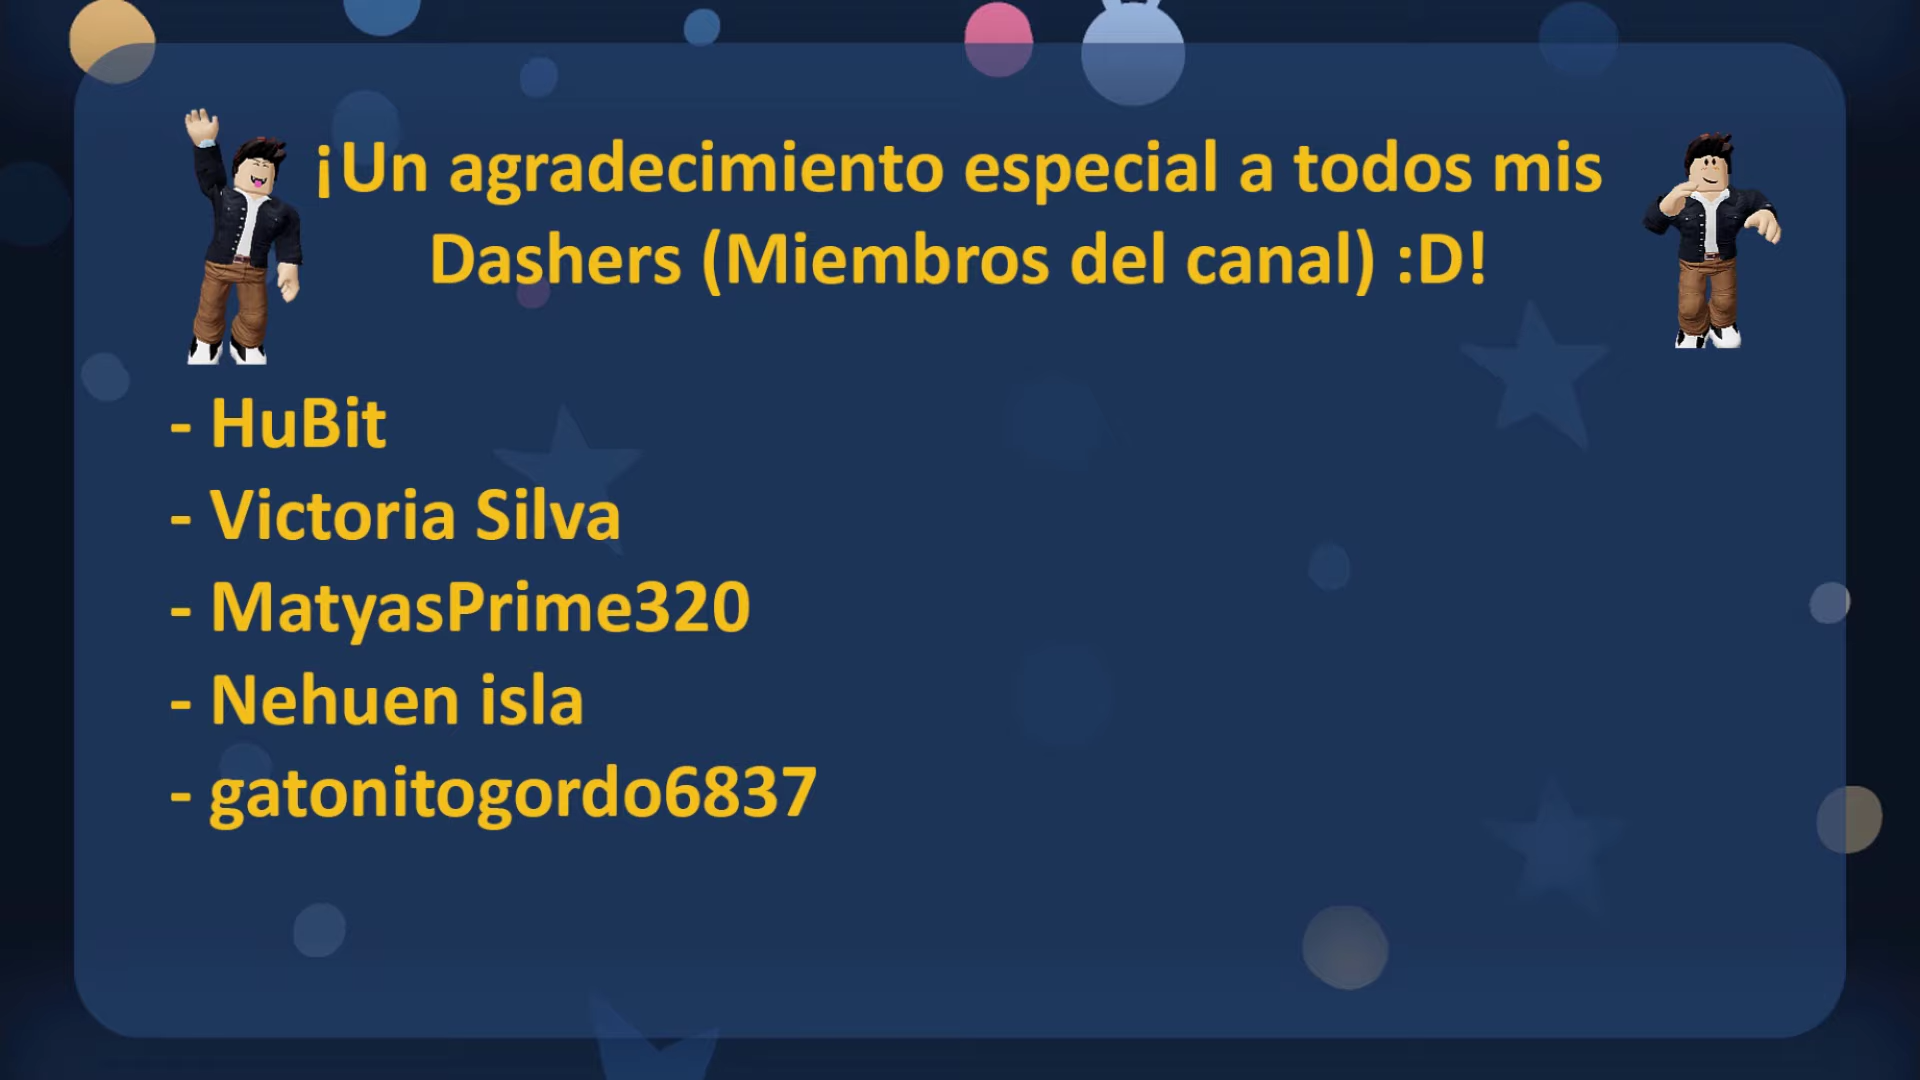 ¡Un agradecimiento especial a todos mis
Dashers (Miembros del canal) :D!
- HuBit
- Victoria Silva
- MatyasPrime320
- Nehuen isla
- gatonitogordo6837